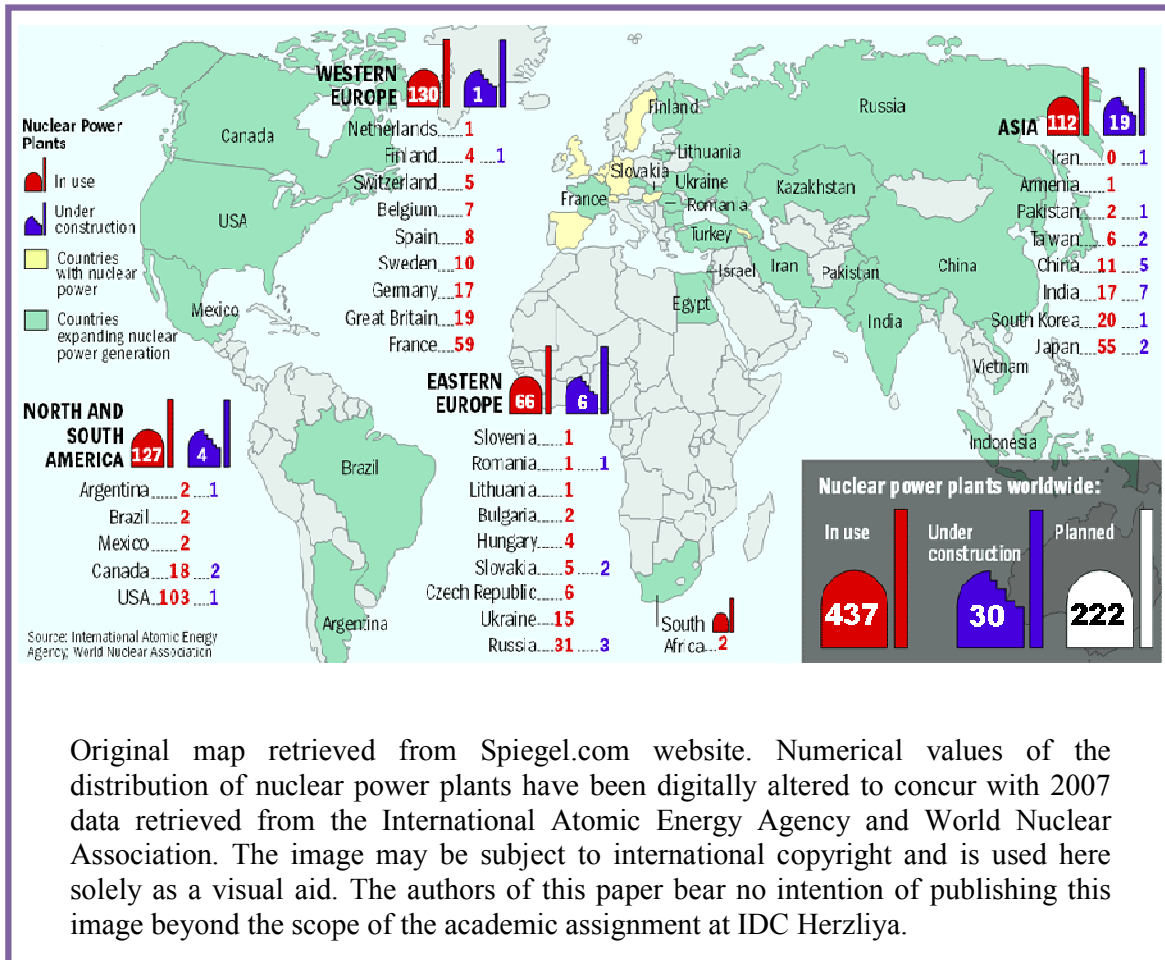 WESTERN
EUROPE 130 1
Netherlands 1
Finland 4 1
Switzerland 5
Belgium 7
Spain 8
Sweden 10
Germany 17
Great Britain 19
France 59
Nuclear Power
Plants
In use
Under
construction
Countries
with nuclear
power
Countries
expanding nuclear
power generation
Canada
USA
Mexico
Brazil
Argentina
Finland
Russia
Lithuania
Slovakia
Ukraine
France
Romania
Kazakhstan
Turkey
Israel
Iran
Pakistan
China
Egypt
India
Vietnam
Indonesia
ASIA 112 19
Iran 0 1
Armenia 1
Pakistan 2 1
Taiwan 6 2
China 11 5
India 17 7
South Korea 20 1
Japan 55 2
NORTH AND
SOUTH
AMERICA 127 4
Argentina 2 1
Brazil 2
Mexico 2
Canada 18 2
USA 103 1
Source: International Atomic Energy
Agency; World Nuclear Association
EASTERN
EUROPE 66 6
Slovenia 1
Romania 1 1
Lithuania 1
Bulgaria 2
Hungary 4
Slovakia 5 2
Czech Republic 6
Ukraine 15
Russia 31 3
South
Africa 2
Nuclear power plants worldwide:
In use Under
construction Planned
437 30 222
Original map retrieved from Spiegel.com website. Numerical values of the
distribution of nuclear power plants have been digitally altered to concur with 2007
data retrieved from the International Atomic Energy Agency and World Nuclear
Association. The image may be subject to international copyright and is used here
solely as a visual aid. The authors of this paper bear no intention of publishing this
image beyond the scope of the academic assignment at IDC Herzliya.